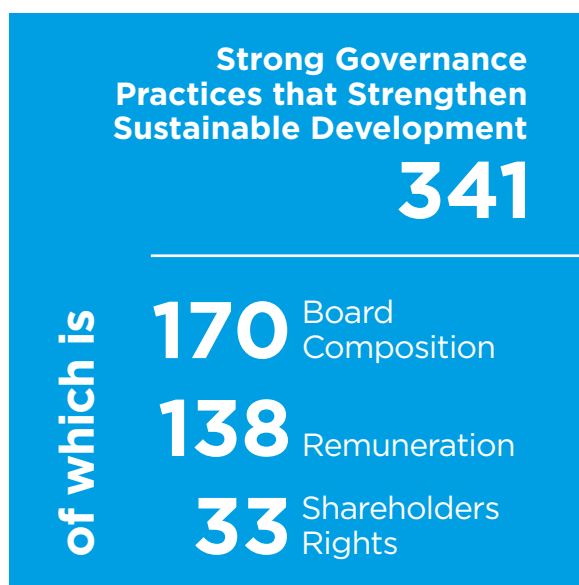 Strong Governance
Practices that Strengthen
Sustainable Development
341
of which is
170 Board
Composition
138 Remuneration
33 Shareholders
Rights